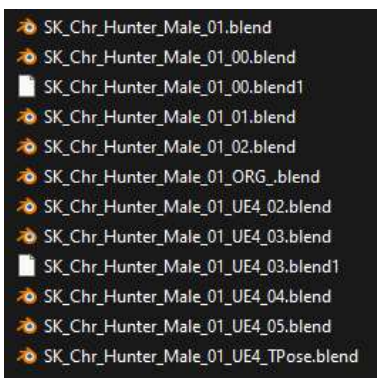 SK_Chr_Hunter_Male_01.blend
SK_Chr_Hunter_Male_01_00.blend
SK_Chr_Hunter_Male_01_00.blend1
SK_Chr_Hunter_Male_01_01.blend
SK_Chr_Hunter_Male_01_02.blend
SK_Chr_Hunter_Male_01_ORG_.blend
SK_Chr_Hunter_Male_01_UE4_02.blend
SK_Chr_Hunter_Male_01_UE4_03.blend
SK_Chr_Hunter_Male_01_UE4_03.blend1
SK_Chr_Hunter_Male_01_UE4_04.blend
SK_Chr_Hunter_Male_01_UE4_05.blend
SK_Chr_Hunter_Male_01_UE4_TPose.blend